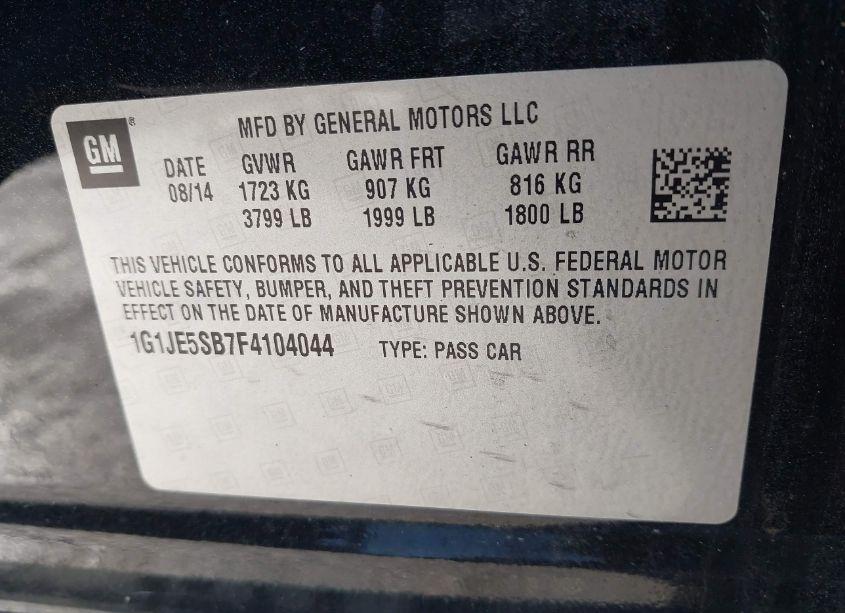 GM®
MFD BY GENERAL MOTORS LLC
DATE GVWR GAWR FRT GAWR RR
08/14 1723 KG 907 KG 816 KG
3799 LB 1999 LB 1800 LB
THIS VEHICLE CONFORMS TO ALL APPLICABLE U.S. FEDERAL MOTOR
VEHICLE SAFETY, BUMPER, AND THEFT PREVENTION STANDARDS IN
EFFECT ON THE DATE OF MANUFACTURE SHOWN ABOVE.
1G1JE5SB7F4104044 TYPE: PASS CAR